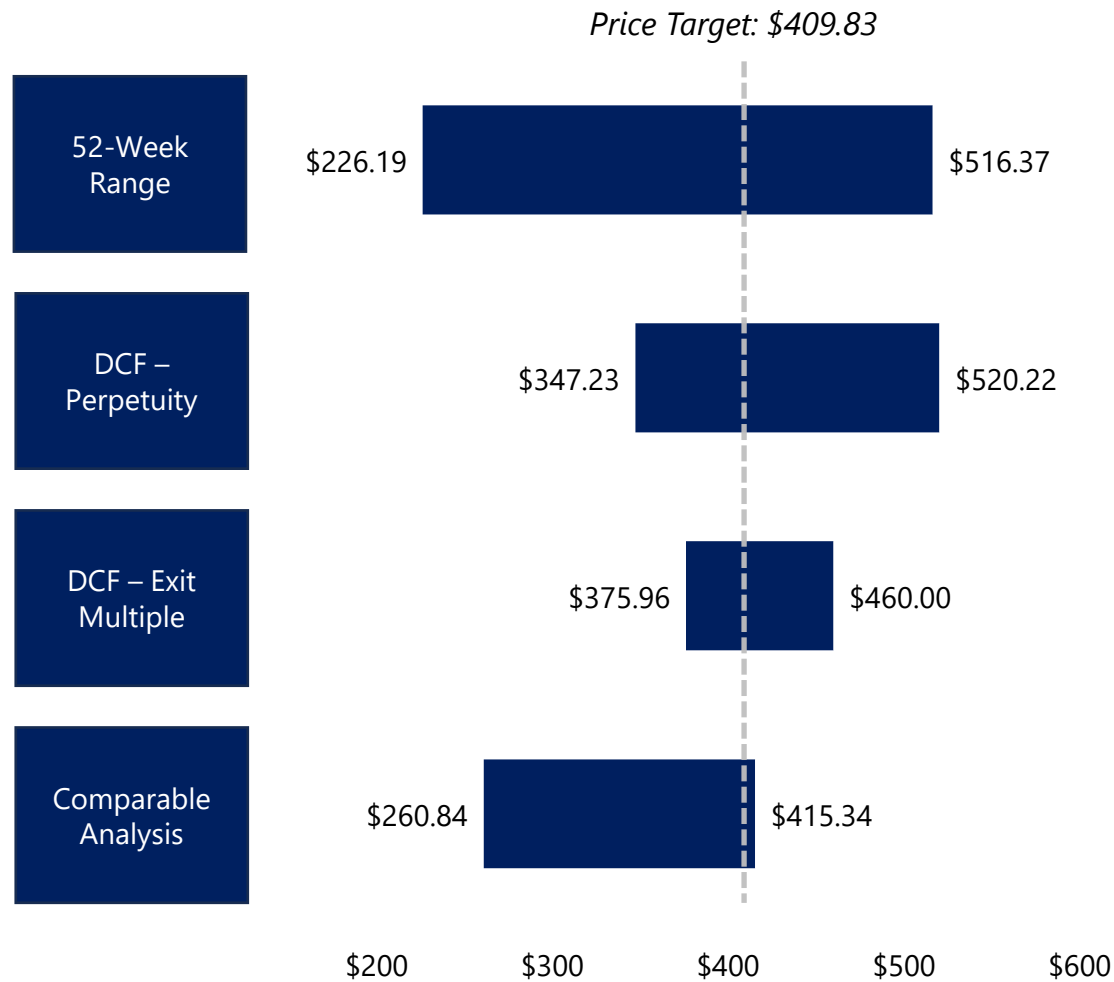 Price Target: $409.83
52-Week
Range
$226.19
$516.37
DCF –
Perpetuity
$347.23
$520.22
DCF – Exit
Multiple
$375.96
$460.00
Comparable
Analysis
$260.84
$415.34
$200
$300
$400
$500
$600